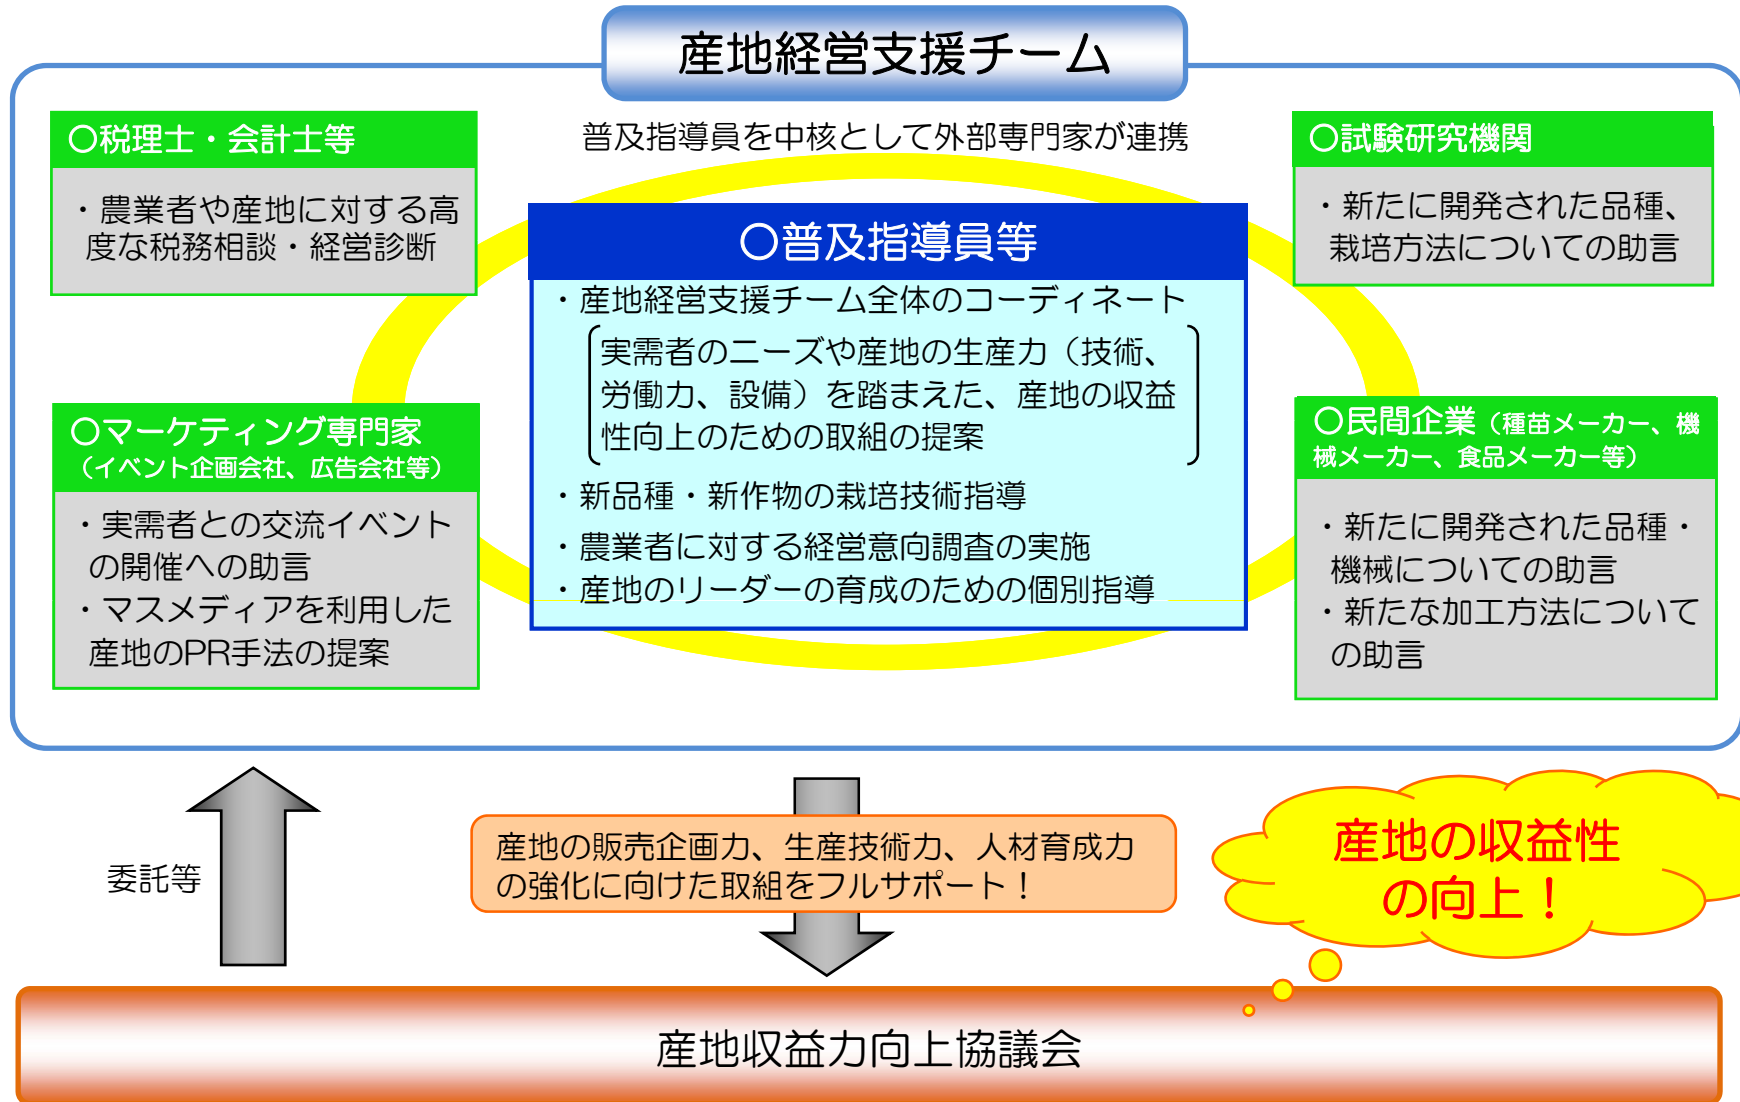 産地経営支援チーム
普及指導員を中核として外部専門家が連携
○税理士・会計士等
・農業者や産地に対する高
度な税務相談・経営診断
○試験研究機関
・新たに開発された品種、
栽培方法についての助言
○普及指導員等
・産地経営支援チーム全体のコーディネート
実需者のニーズや産地の生産力（技術、
労働力、設備）を踏まえた、産地の収益
性向上のための取組の提案
・新品種・新作物の栽培技術指導
・農業者に対する経営意向調査の実施
・産地のリーダーの育成のための個別指導
○マーケティング専門家
（イベント企画会社、広告会社等）
・実需者との交流イベント
の開催への助言
・マスメディアを利用した
産地のPR手法の提案
○民間企業（種苗メーカー、機
械メーカー、食品メーカー等）
・新たに開発された品種・
機械についての助言
・新たな加工方法について
の助言
委託等
産地の販売企画力、生産技術力、人材育成力
の強化に向けた取組をフルサポート！
産地の収益性
の向上！
産地収益力向上協議会